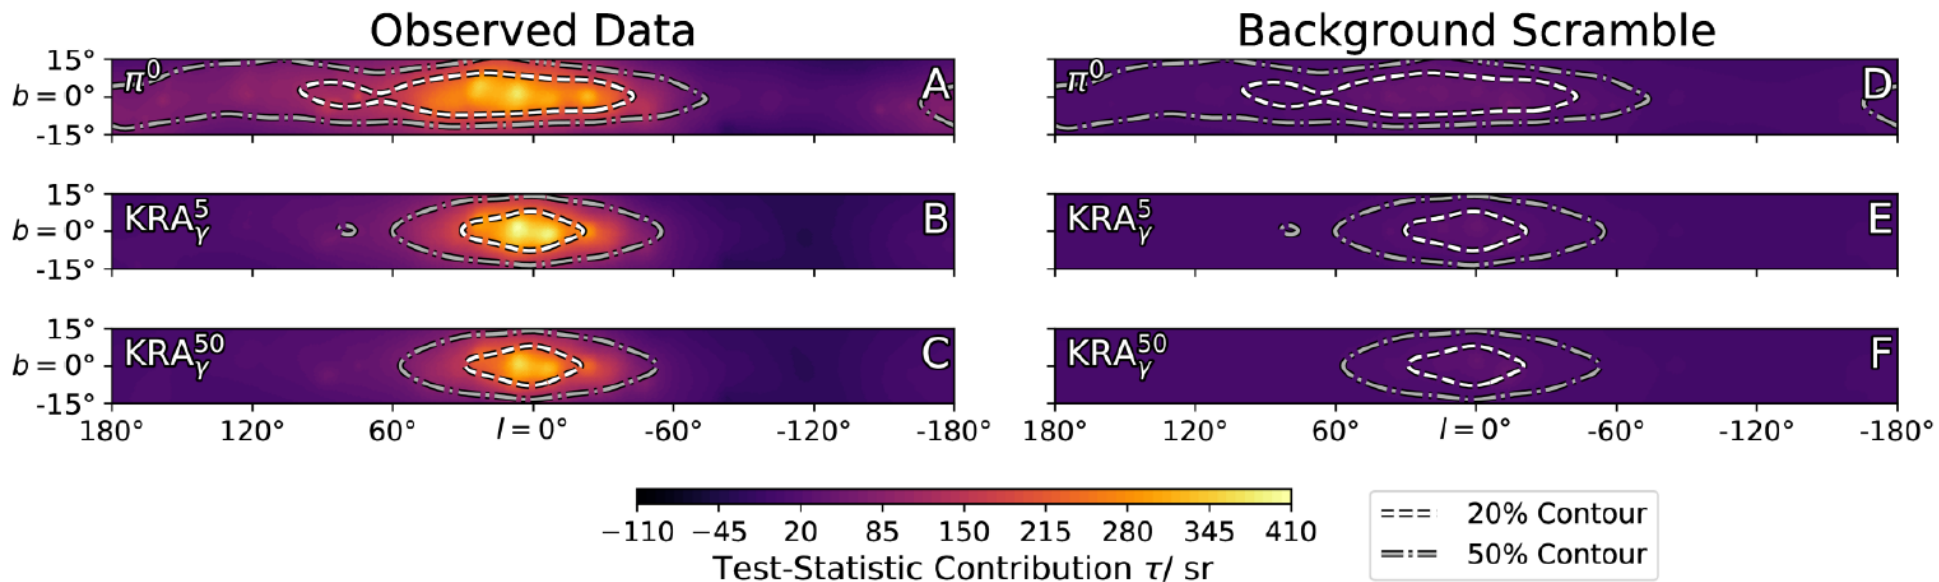 Observed Data
Background Scramble
15°
π⁰
A
b = 0°
-15°
π⁰
D
15°
KRA⁵ᵧ
B
b = 0°
-15°
KRA⁵ᵧ
E
15°
KRA⁵⁰ᵧ
C
b = 0°
-15°
KRA⁵⁰ᵧ
F
180° 120° 60° l = 0° -60° -120° -180°
180° 120° 60° l = 0° -60° -120° -180°
−110 −45 20 85 150 215 280 345 410
Test-Statistic Contribution τ/ sr
20% Contour
50% Contour